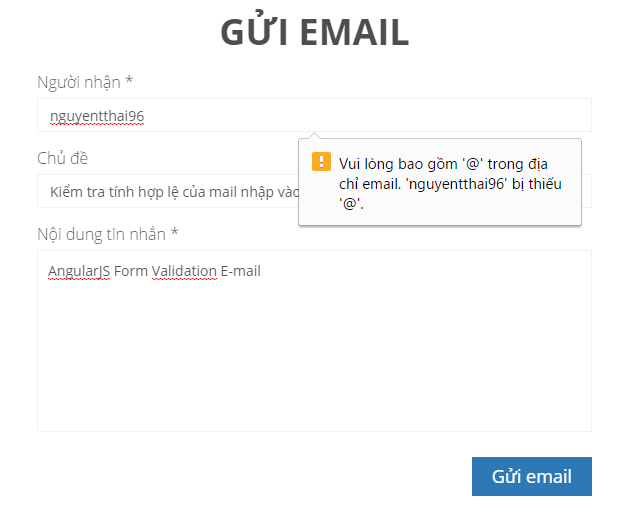 GỬI EMAIL
Người nhận *
nguyentthai96
Chủ đề
Kiểm tra tính hợp lệ của mail nhập vào
Vui lòng bao gồm '@' trong địa
chỉ email. 'nguyentthai96' bị thiếu
'@'.
Nội dung tin nhắn *
AngularJS Form Validation E-mail
Gửi email